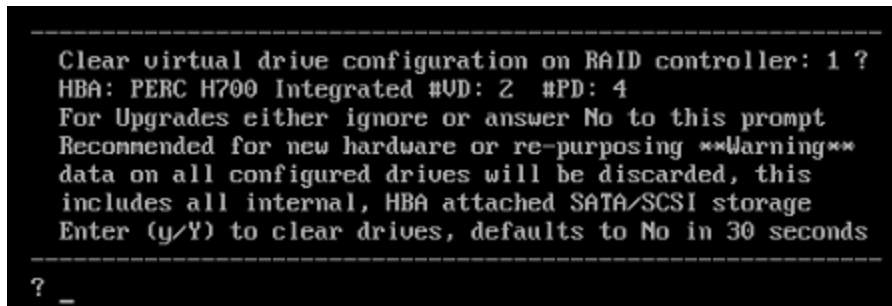 ------------------------------------------------------------
Clear virtual drive configuration on RAID controller: 1 ?
HBA: PERC H700 Integrated #VD: 2 #PD: 4
For Upgrades either ignore or answer No to this prompt
Recommended for new hardware or re-purposing **Warning**
data on all configured drives will be discarded, this
includes all internal, HBA attached SATA/SCSI storage
Enter (y/Y) to clear drives, defaults to No in 30 seconds
------------------------------------------------------------
? _